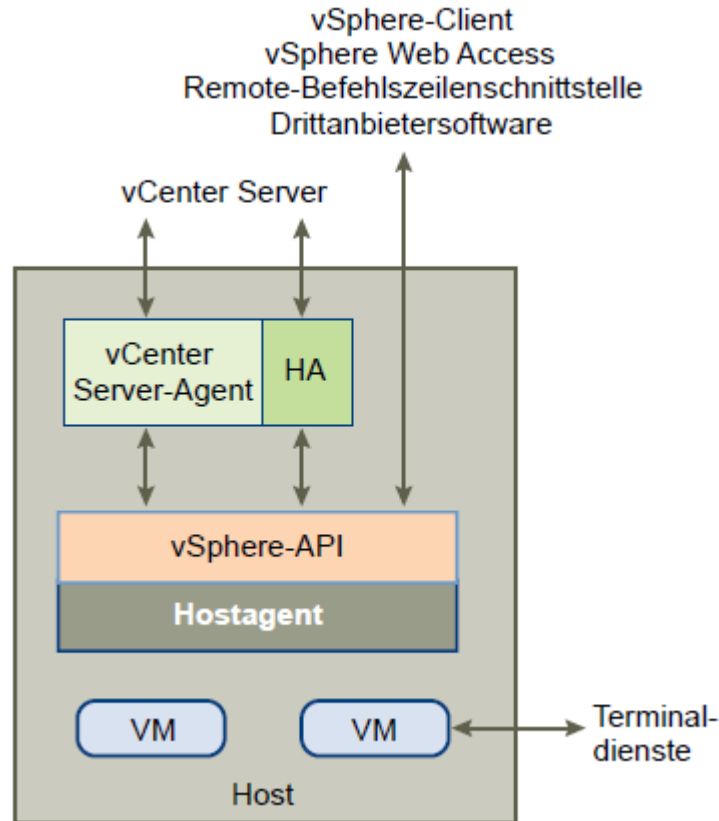 vSphere-Client
vSphere Web Access
Remote-Befehlszeilenschnittstelle
Drittanbietersoftware
vCenter Server
vCenter
Server-Agent
HA
vSphere-API
Hostagent
VM
VM
Terminal-
dienste
Host